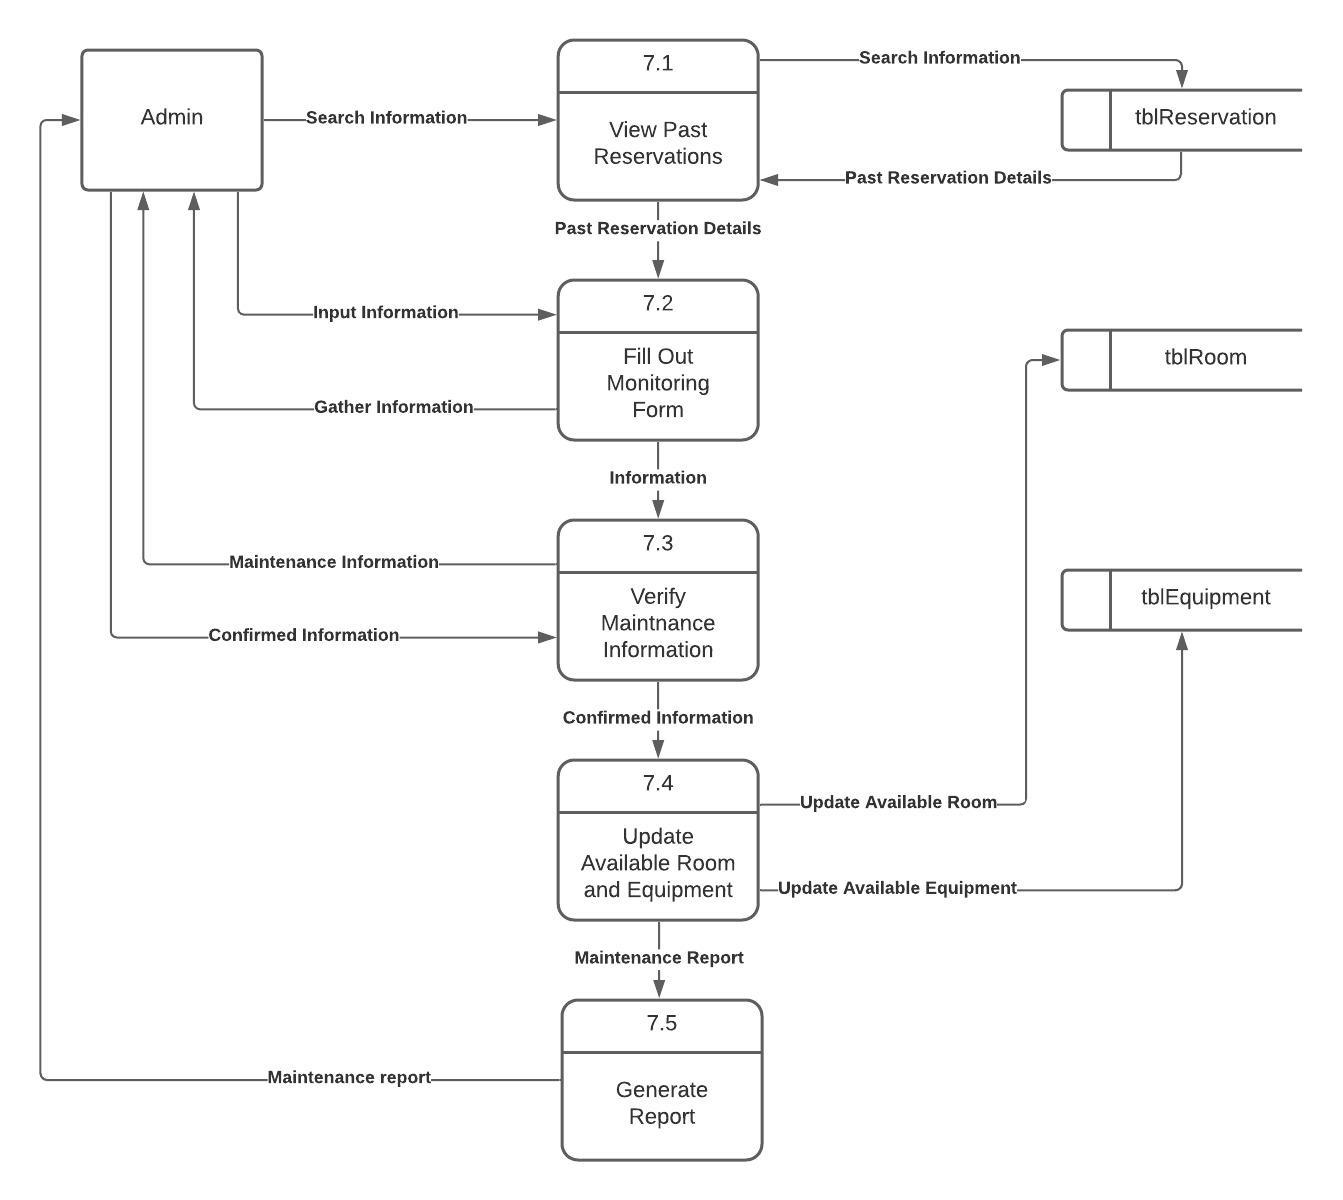 7.1
Search Information
Admin
Search Information
tblReservation
View Past
Reservations
Past Reservation Details
Past Reservation Details
7.2
Input Information
Fill Out
Monitoring
Form
tblRoom
Gather Information
Information
7.3
Maintenance Information
Verify
Maintnance
Information
tblEquipment
Confirmed Information
Confirmed Information
7.4
Update Available Room
Update
Available Room
and Equipment
Update Available Equipment
Maintenance Report
7.5
Maintenance report
Generate
Report